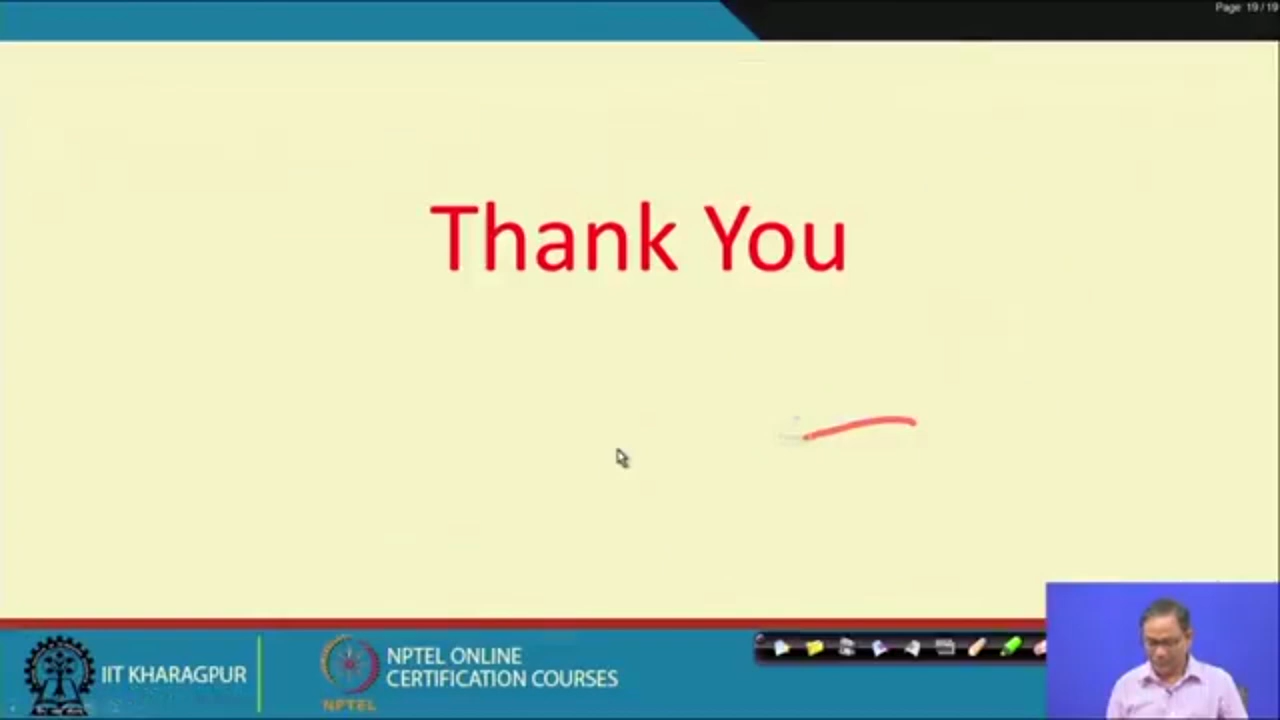 Page: 19 / 19
Thank You
IIT KHARAGPUR
NPTEL ONLINE
CERTIFICATION COURSES
NPTEL